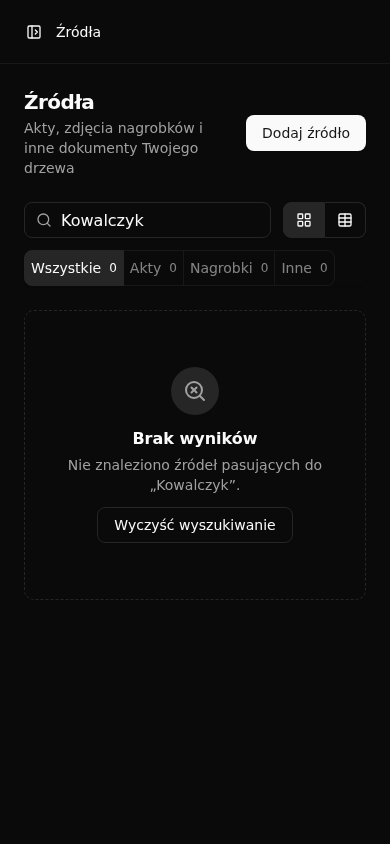 Źródła
Źródła
Akty, zdjęcia nagrobków i
inne dokumenty Twojego
drzewa
Dodaj źródło
Kowalczyk
Wszystkie 0 Akty 0 Nagrobki 0 Inne 0
Brak wyników
Nie znaleziono źródeł pasujących do
„Kowalczyk”.
Wyczyść wyszukiwanie